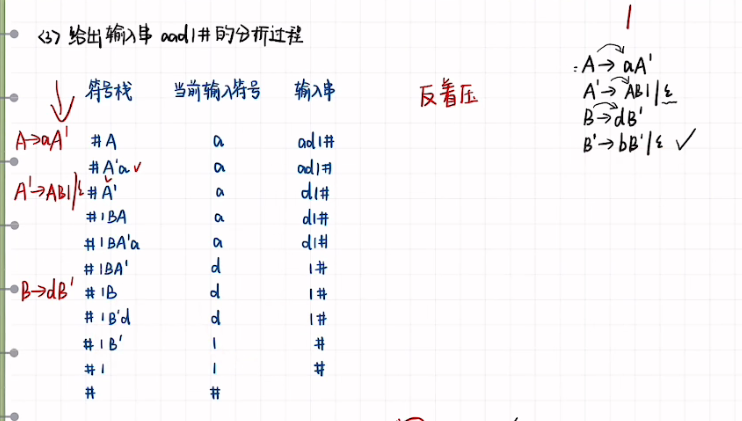 <3> 给出输入串 aad1# 的分析过程
A→aA'
A'→AB1/ε
B→dB'
B'→bB'/ε ✓
符号栈 当前输入符号 输入串 反着压
A→aA' #A a ad1#
#A'a ✓ a ad1#
A'→AB1/ε #A' a d1#
#1BA a d1#
#1BA'a a d1#
#1BA' d 1#
B→dB' #1B d 1#
#1B'd d 1#
#1B' 1 #
#1 1 #
# #